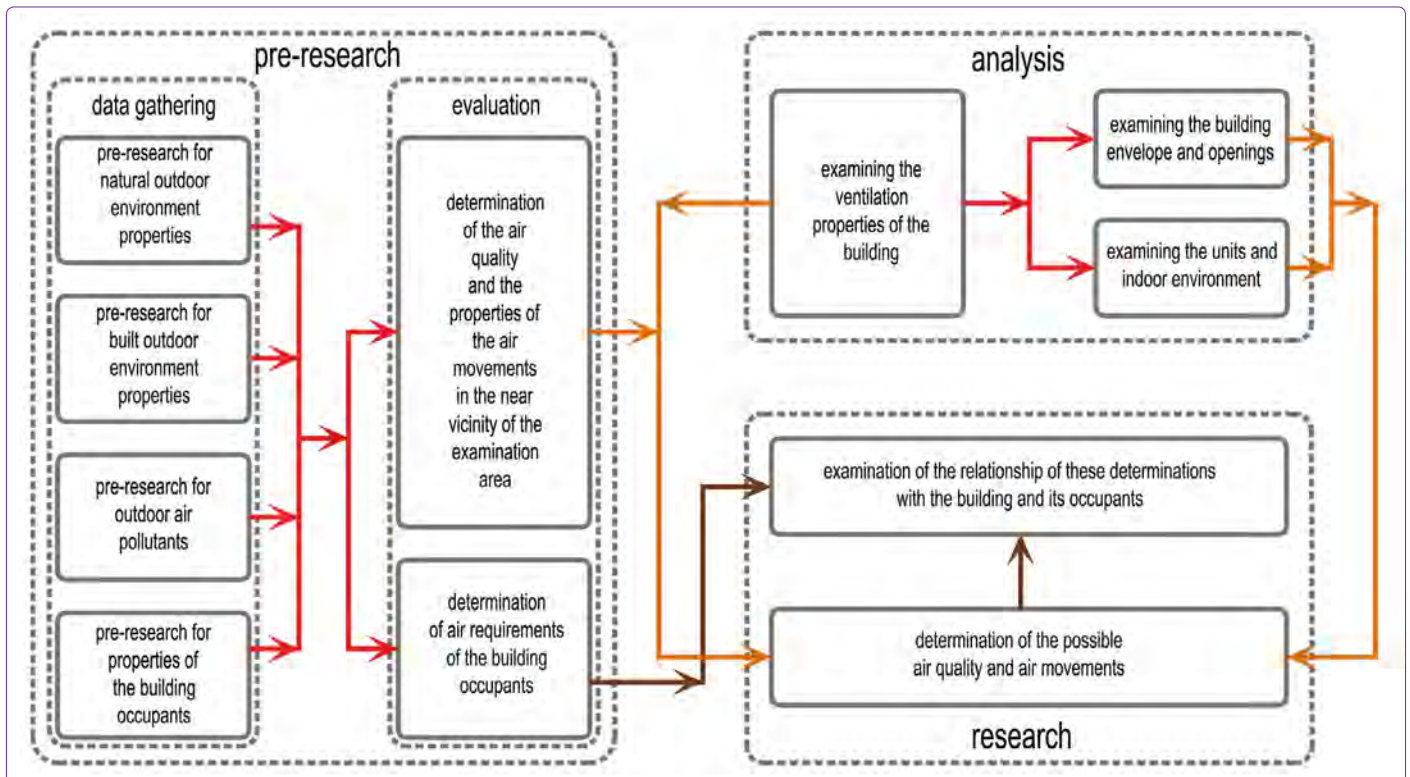 pre-research
data gathering
pre-research for
natural outdoor
environment
properties
pre-research for
built outdoor
environment
properties
pre-research for
outdoor air
pollutants
pre-research for
properties of
the building
occupants
evaluation
determination
of the air
quality
and the
properties of
the air
movements
in the near
vicinity of the
examination
area
determination
of air requirements
of the building
occupants
analysis
examining the
ventilation
properties of the
building
examining the building
envelope and openings
examining the units and
indoor environment
examination of the relationship of these determinations
with the building and its occupants
determination of the possible
air quality and air movements
research